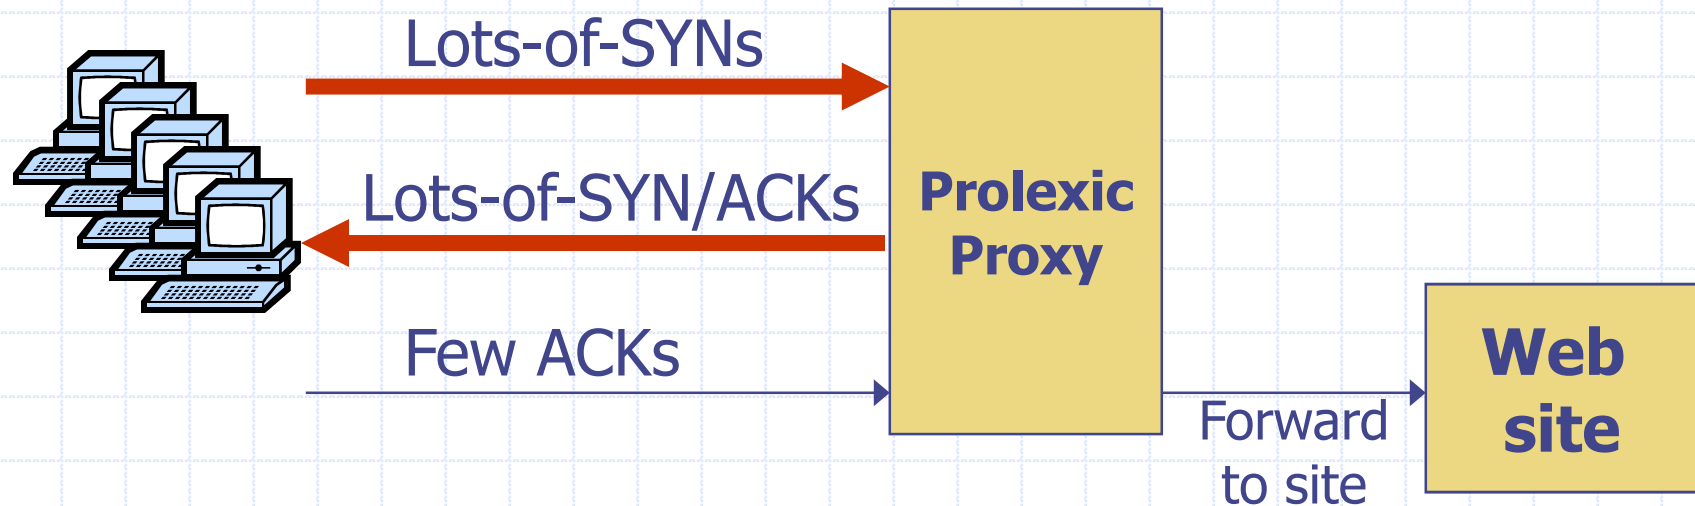 Lots-of-SYNs
Lots-of-SYN/ACKs
Few ACKs
Prolexic
Proxy
Forward
to site
Web
site